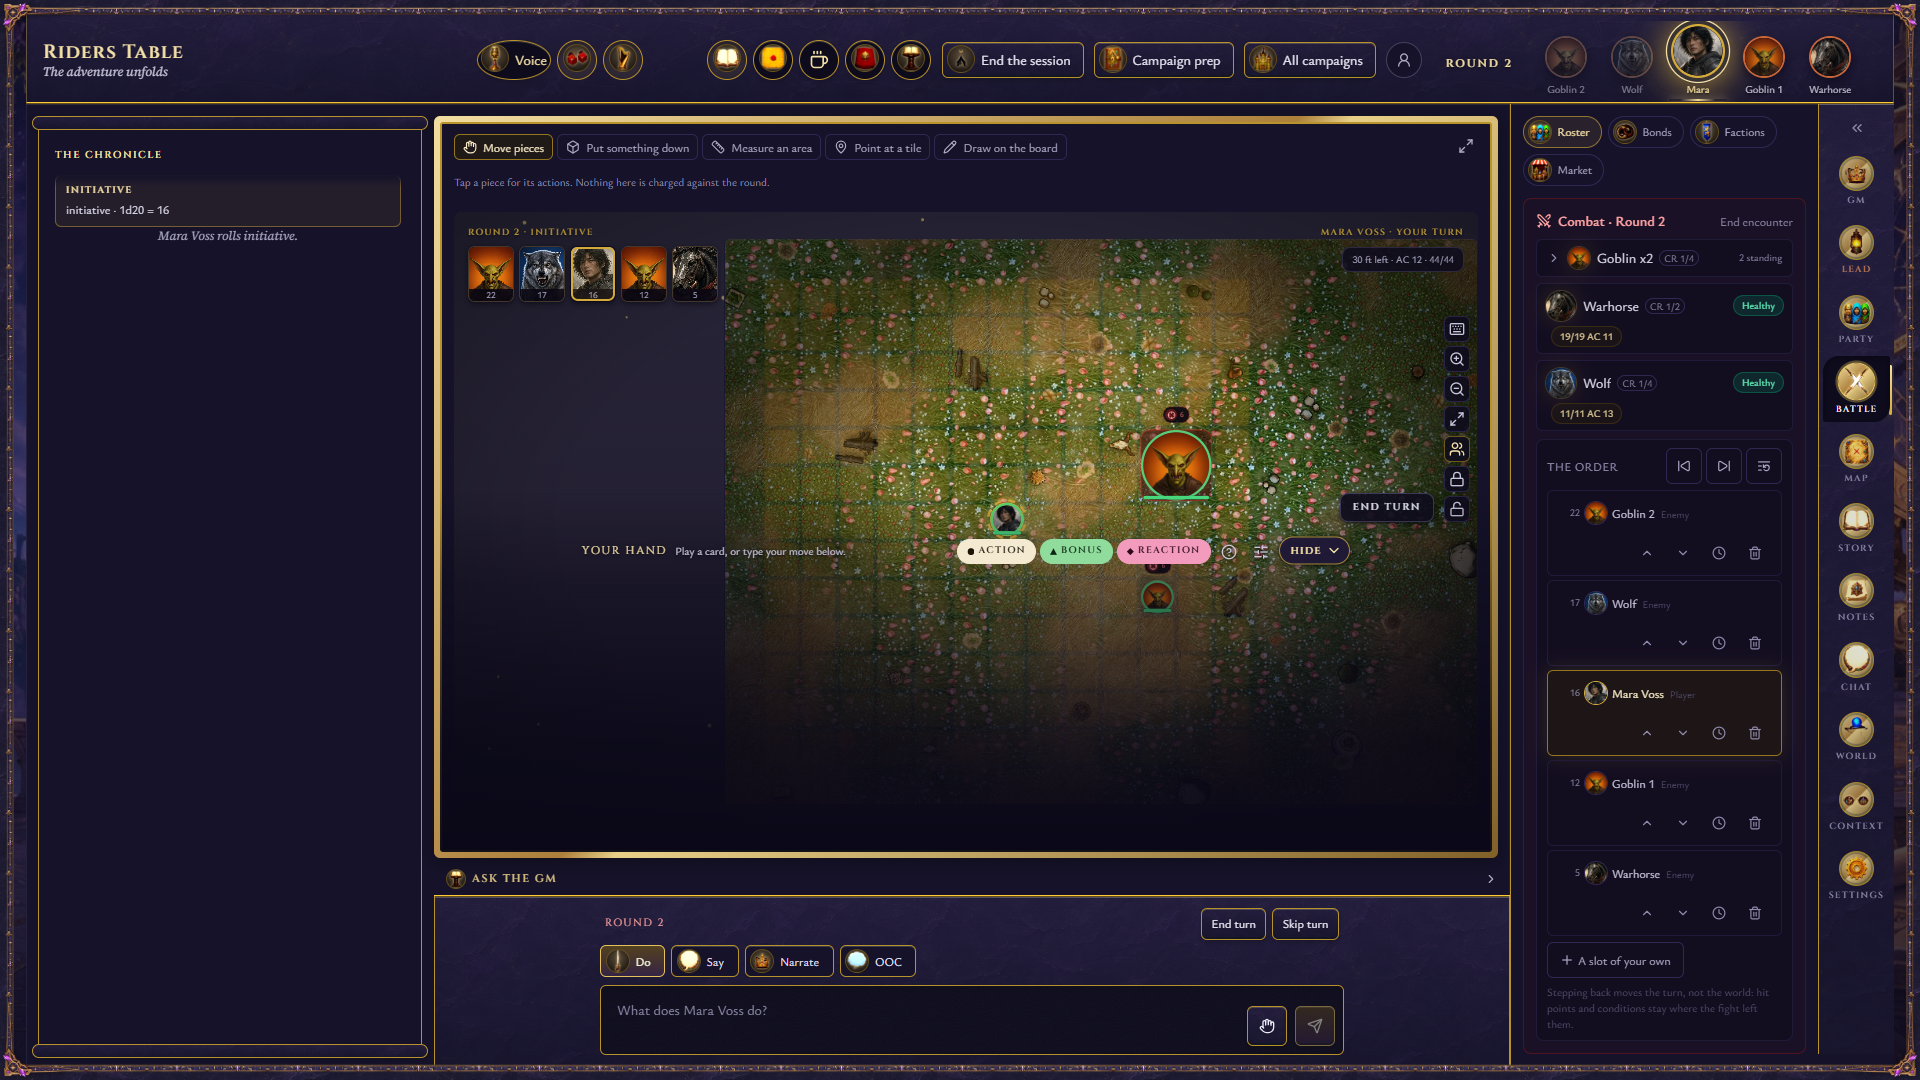 RIDERS TABLE
The adventure unfolds
Voice
End the session
Campaign prep
All campaigns
ROUND 2
Goblin 2
Wolf
Mara
Goblin 1
Warhorse
THE CHRONICLE
INITIATIVE
initiative · 1d20 = 16
Mara Voss rolls initiative.
Move pieces
Put something down
Measure an area
Point at a tile
Draw on the board
Tap a piece for its actions. Nothing here is charged against the round.
ROUND 2 · INITIATIVE
MARA VOSS · YOUR TURN
22
17
16
12
5
30 ft left · AC 12 · 44/44
6
END TURN
YOUR HAND
Play a card, or type your move below.
ACTION
BONUS
REACTION
HIDE
ASK THE GM
ROUND 2
End turn
Skip turn
Do
Say
Narrate
OOC
What does Mara Voss do?
Roster
Bonds
Factions
Market
Combat · Round 2
End encounter
Goblin x2
CR 1/4
2 standing
Warhorse
CR 1/2
Healthy
19/19 AC 11
Wolf
CR 1/4
Healthy
11/11 AC 13
THE ORDER
22 Goblin 2 Enemy
17 Wolf Enemy
16 Mara Voss Player
12 Goblin 1 Enemy
5 Warhorse Enemy
A slot of your own
Stepping back moves the turn, not the world: hit
points and conditions stay where the fight left
them.
GM
LEAD
PARTY
BATTLE
MAP
STORY
NOTES
CHAT
WORLD
CONTEXT
SETTINGS